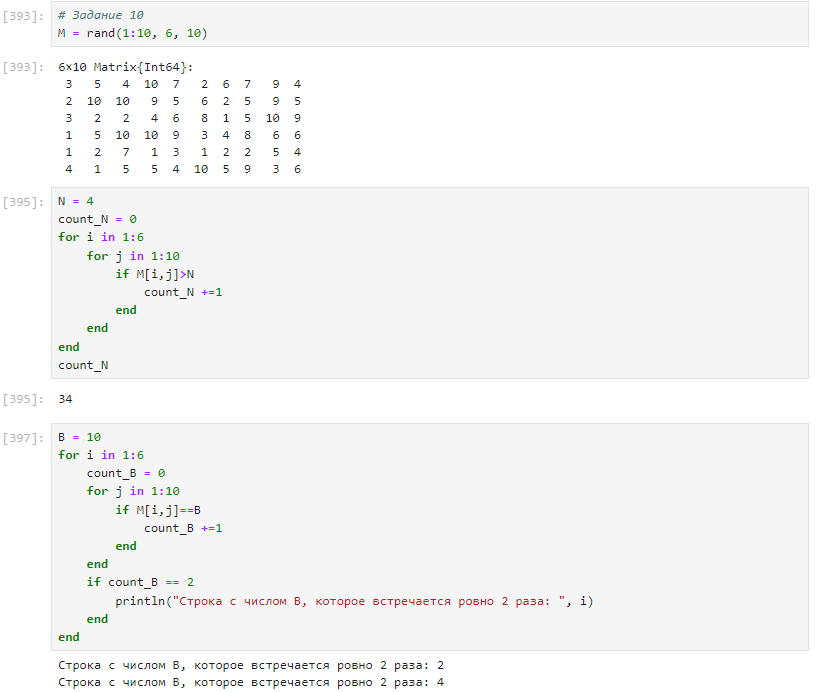 [393]: # Задание 10
M = rand(1:10, 6, 10)
[393]: 6×10 Matrix{Int64}:
3 5 4 10 7 2 6 7 9 4
2 10 10 9 5 6 2 5 9 5
3 2 2 4 6 8 1 5 10 9
1 5 10 10 9 3 4 8 6 6
1 2 7 1 3 1 2 2 5 4
4 1 5 5 4 10 5 9 3 6
[395]: N = 4
count_N = 0
for i in 1:6
for j in 1:10
if M[i,j]>N
count_N +=1
end
end
end
count_N
[395]: 34
[397]: B = 10
for i in 1:6
count_B = 0
for j in 1:10
if M[i,j]==B
count_B +=1
end
end
if count_B == 2
println("Строка с числом B, которое встречается ровно 2 раза: ", i)
end
end
Строка с числом B, которое встречается ровно 2 раза: 2
Строка с числом B, которое встречается ровно 2 раза: 4